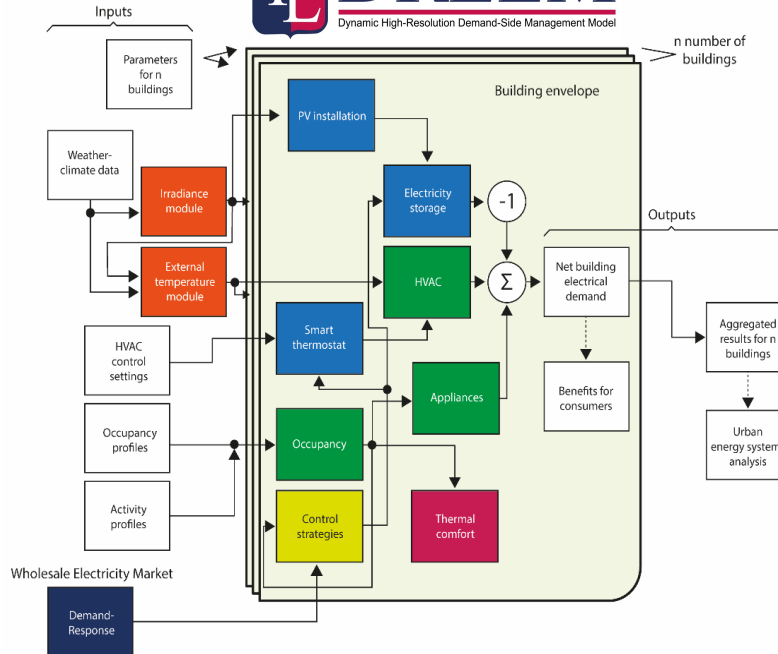 Dynamic High-Resolution Demand-Side Management Model
Inputs
Parameters
for n
buildings
n number of
buildings
Building envelope
PV installation
Weather-
climate data
Irradiance
module
Electricity
storage
-1
Outputs
External
temperature
module
HVAC
Σ
Net building
electrical
demand
Smart
thermostat
HVAC
control
settings
Aggregated
results for n
buildings
Appliances
Benefits for
consumers
Occupancy
profiles
Occupancy
Urban
energy system
analysis
Activity
profiles
Control
strategies
Thermal
comfort
Wholesale Electricity Market
Demand-
Response